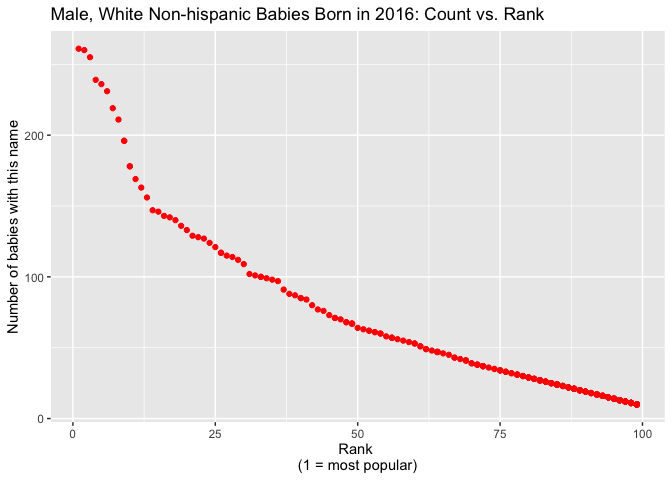 Male, White Non-hispanic Babies Born in 2016: Count vs. Rank
Number of babies with this name
200
100
0
0 25 50 75 100
Rank
(1 = most popular)